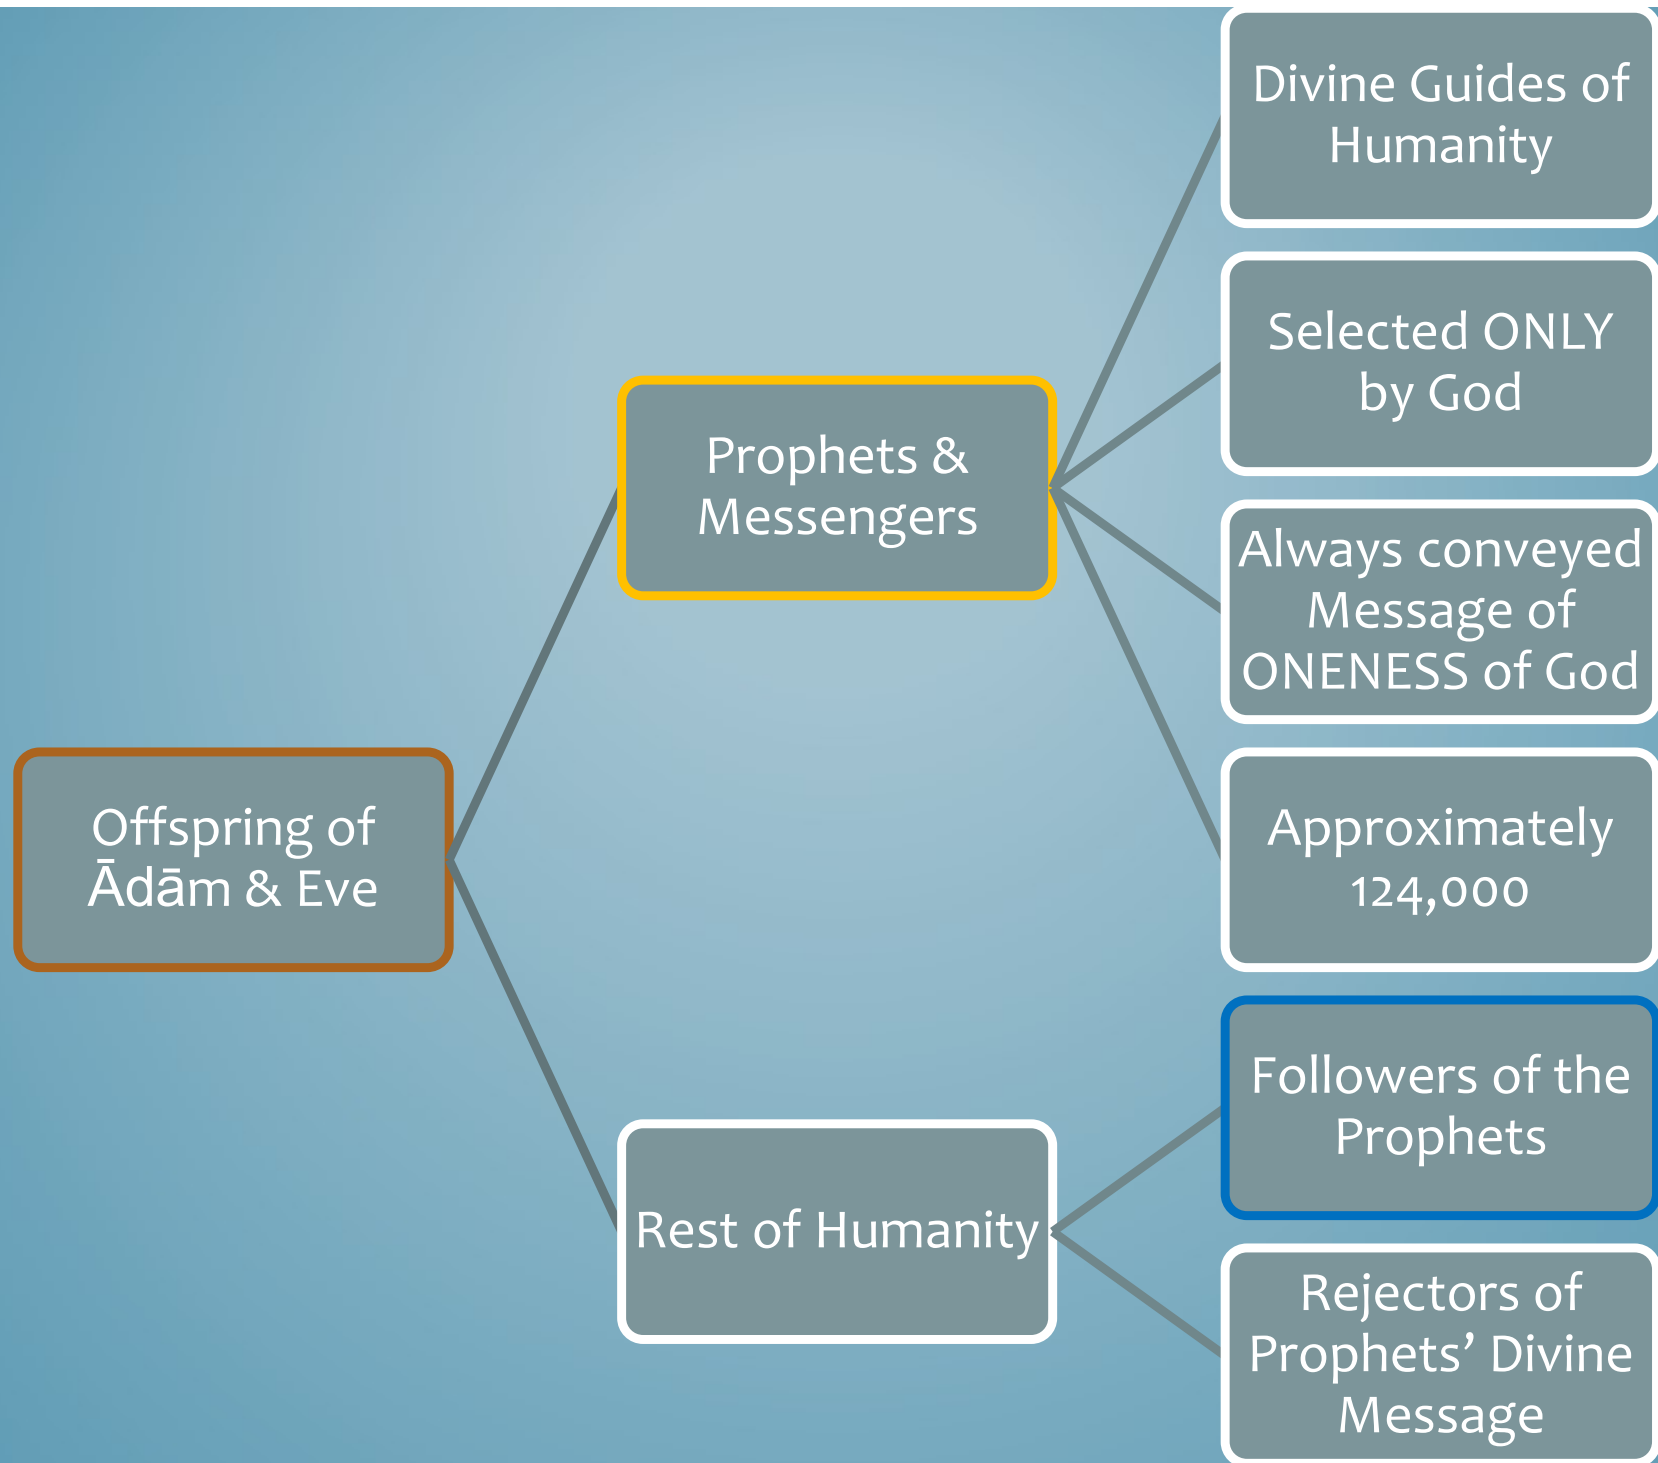 Offspring of
Ādām & Eve
Prophets &
Messengers
Divine Guides of
Humanity
Selected ONLY
by God
Always conveyed
Message of
ONENESS of God
Approximately
124,000
Rest of Humanity
Followers of the
Prophets
Rejectors of
Prophets’ Divine
Message